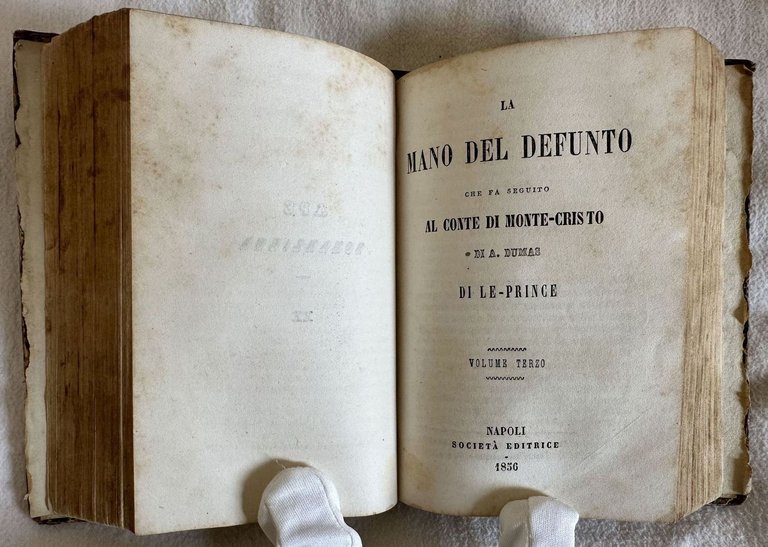 LA
MANO DEL DEFUNTO
CHE FA SEGUITO
AL CONTE DI MONTE-CRISTO
DI A. DUMAS
DI LE-PRINCE
VOLUME TERZO
NAPOLI
SOCIETÀ EDITRICE
1856